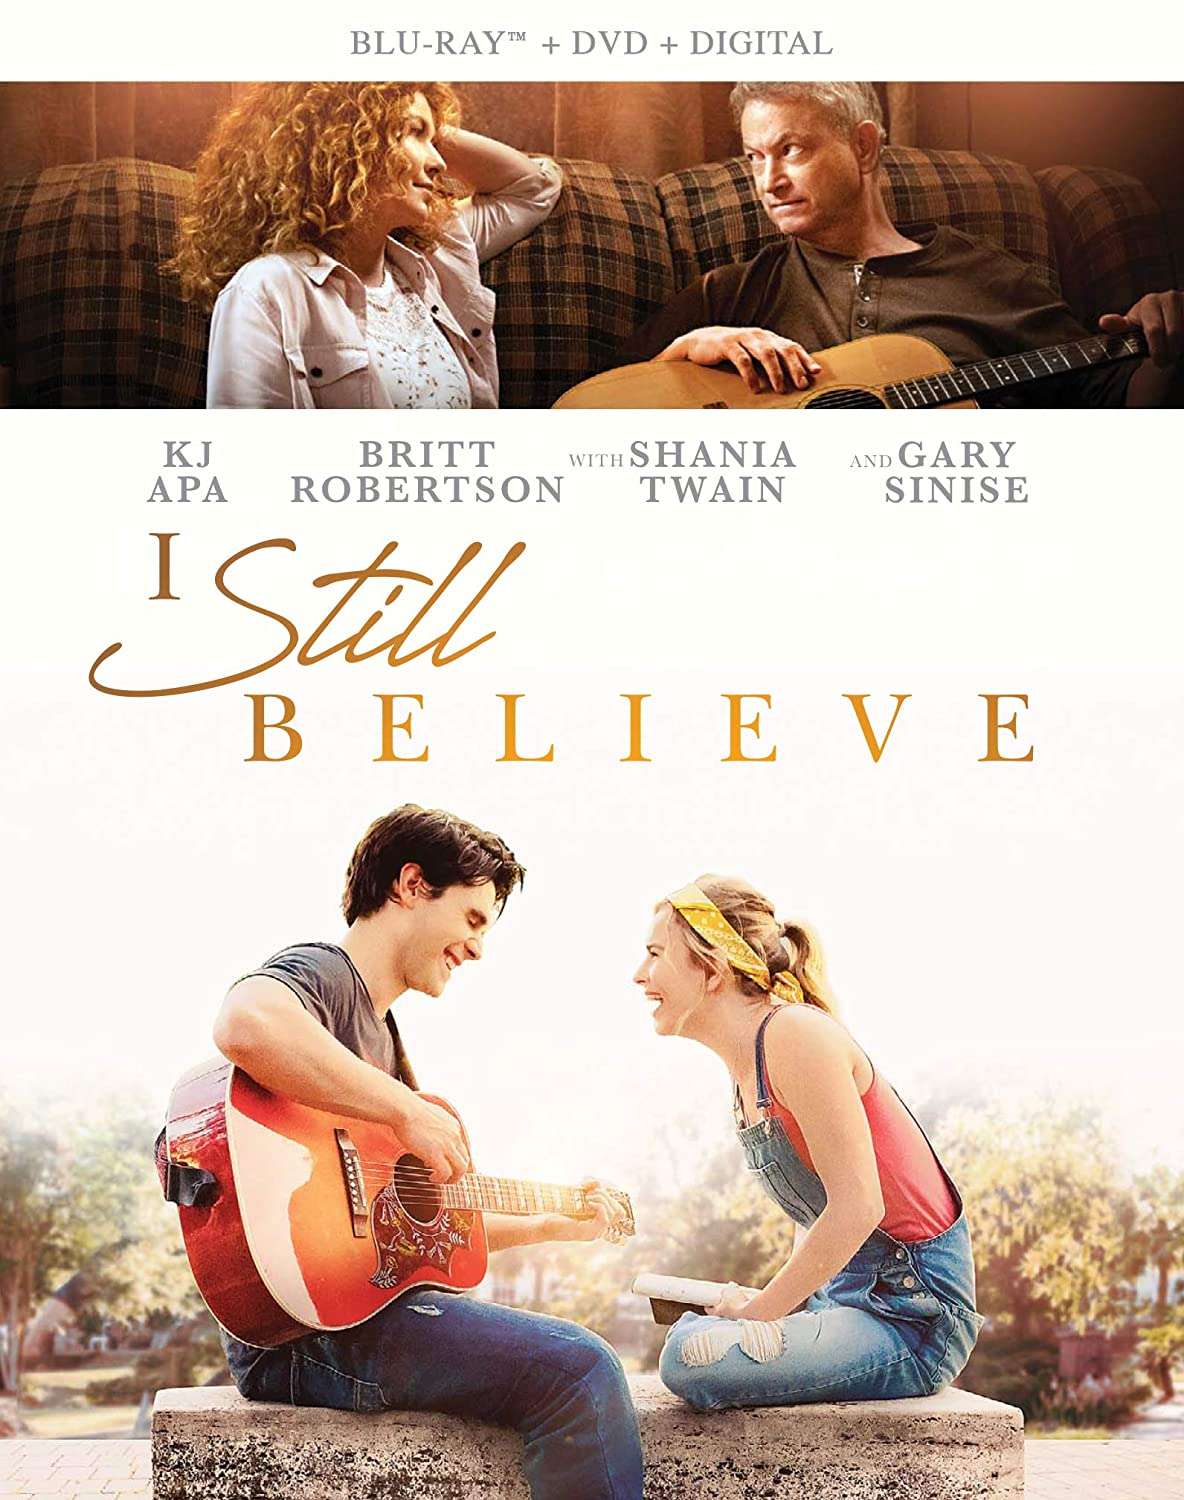 BLU-RAY™ + DVD + DIGITAL
KJ APA
BRITT ROBERTSON
WITH SHANIA TWAIN
AND GARY SINISE
I Still
BELIEVE